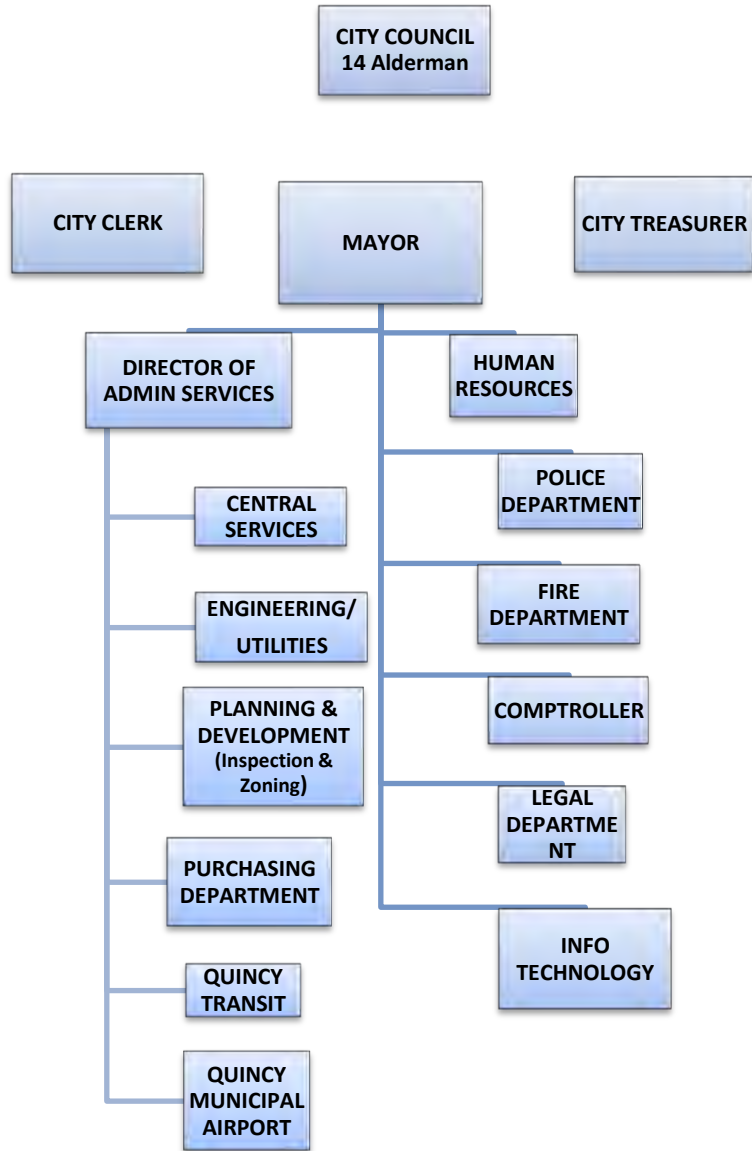 CITY COUNCIL
14 Alderman
CITY CLERK
MAYOR
CITY TREASURER
DIRECTOR OF
ADMIN SERVICES
HUMAN
RESOURCES
CENTRAL
SERVICES
ENGINEERING/
UTILITIES
PLANNING &
DEVELOPMENT
(Inspection &
Zoning)
PURCHASING
DEPARTMENT
QUINCY
TRANSIT
QUINCY
MUNICIPAL
AIRPORT
POLICE
DEPARTMENT
FIRE
DEPARTMENT
COMPTROLLER
LEGAL
DEPARTME
NT
INFO
TECHNOLOGY